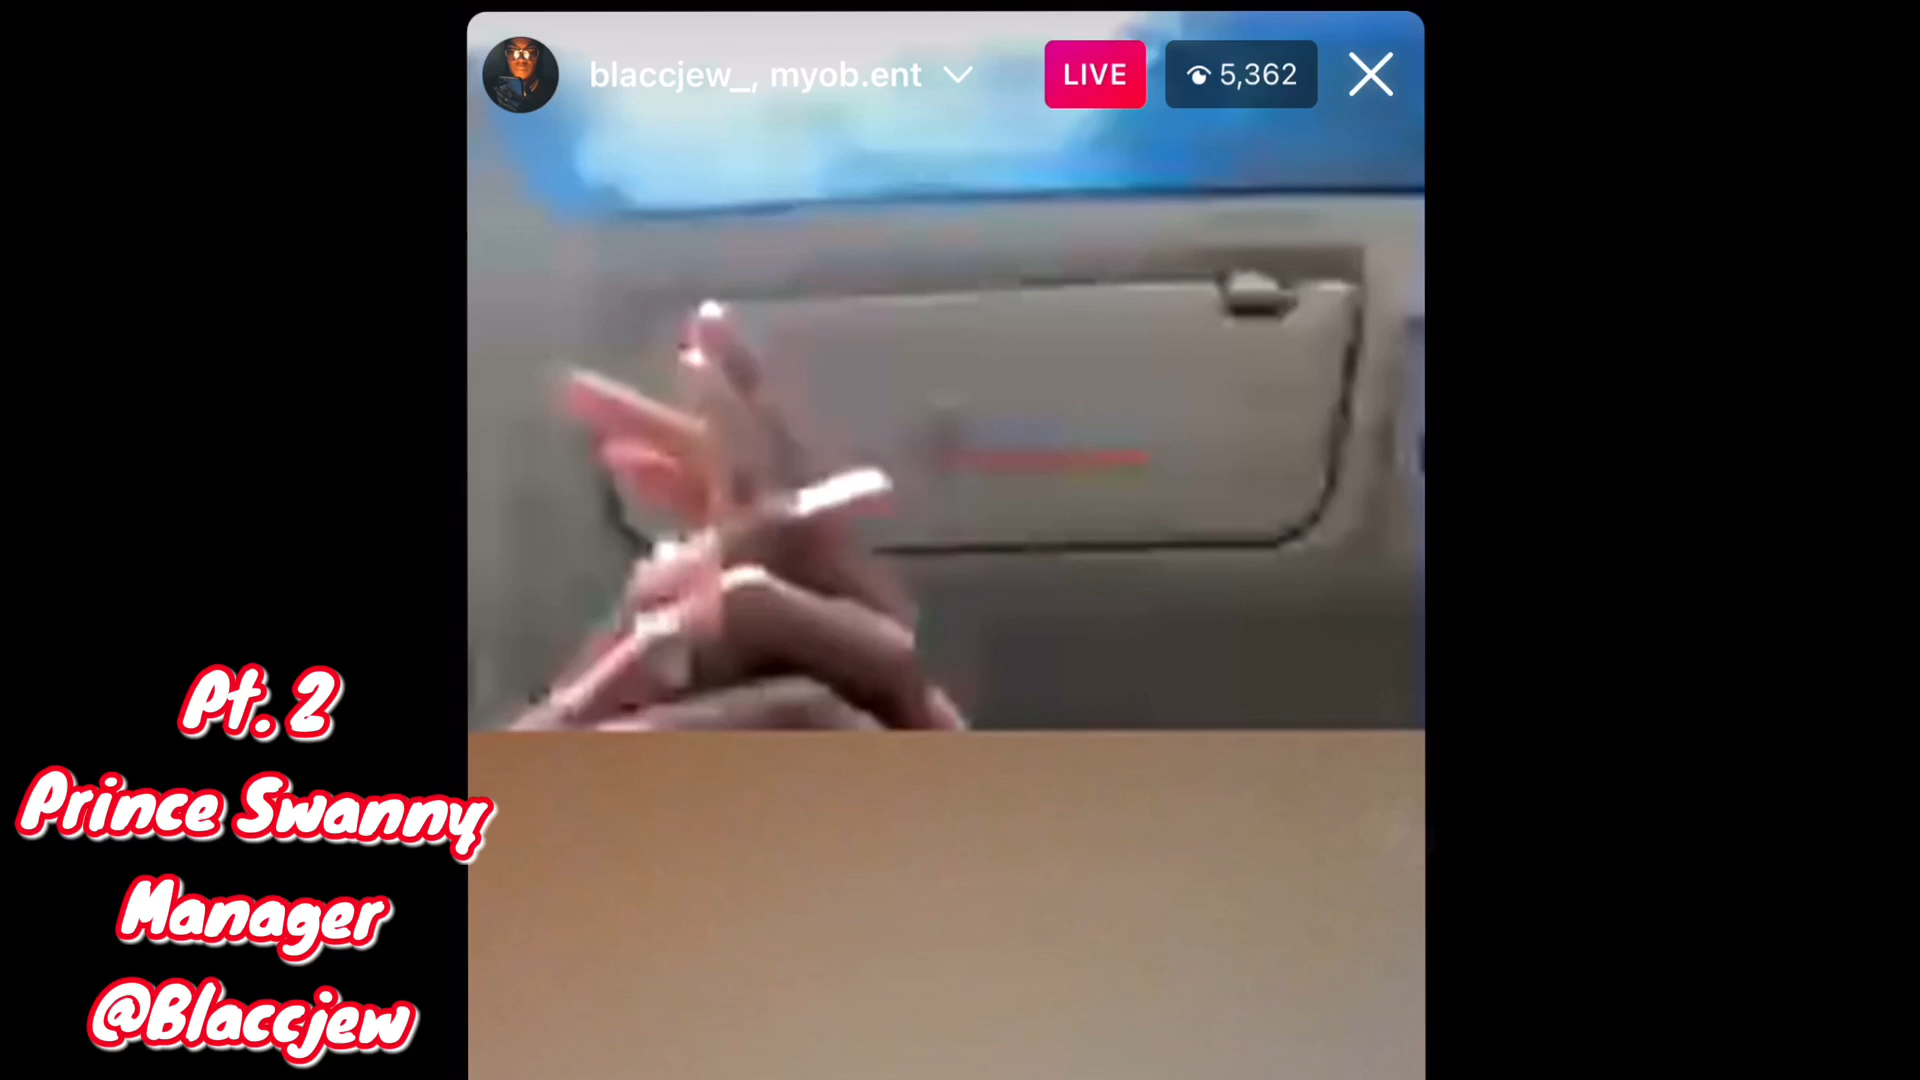 blaccjew_, myob.ent
LIVE
5,362
Pt. 2
Prince Swanny
Manager
@Blaccjew